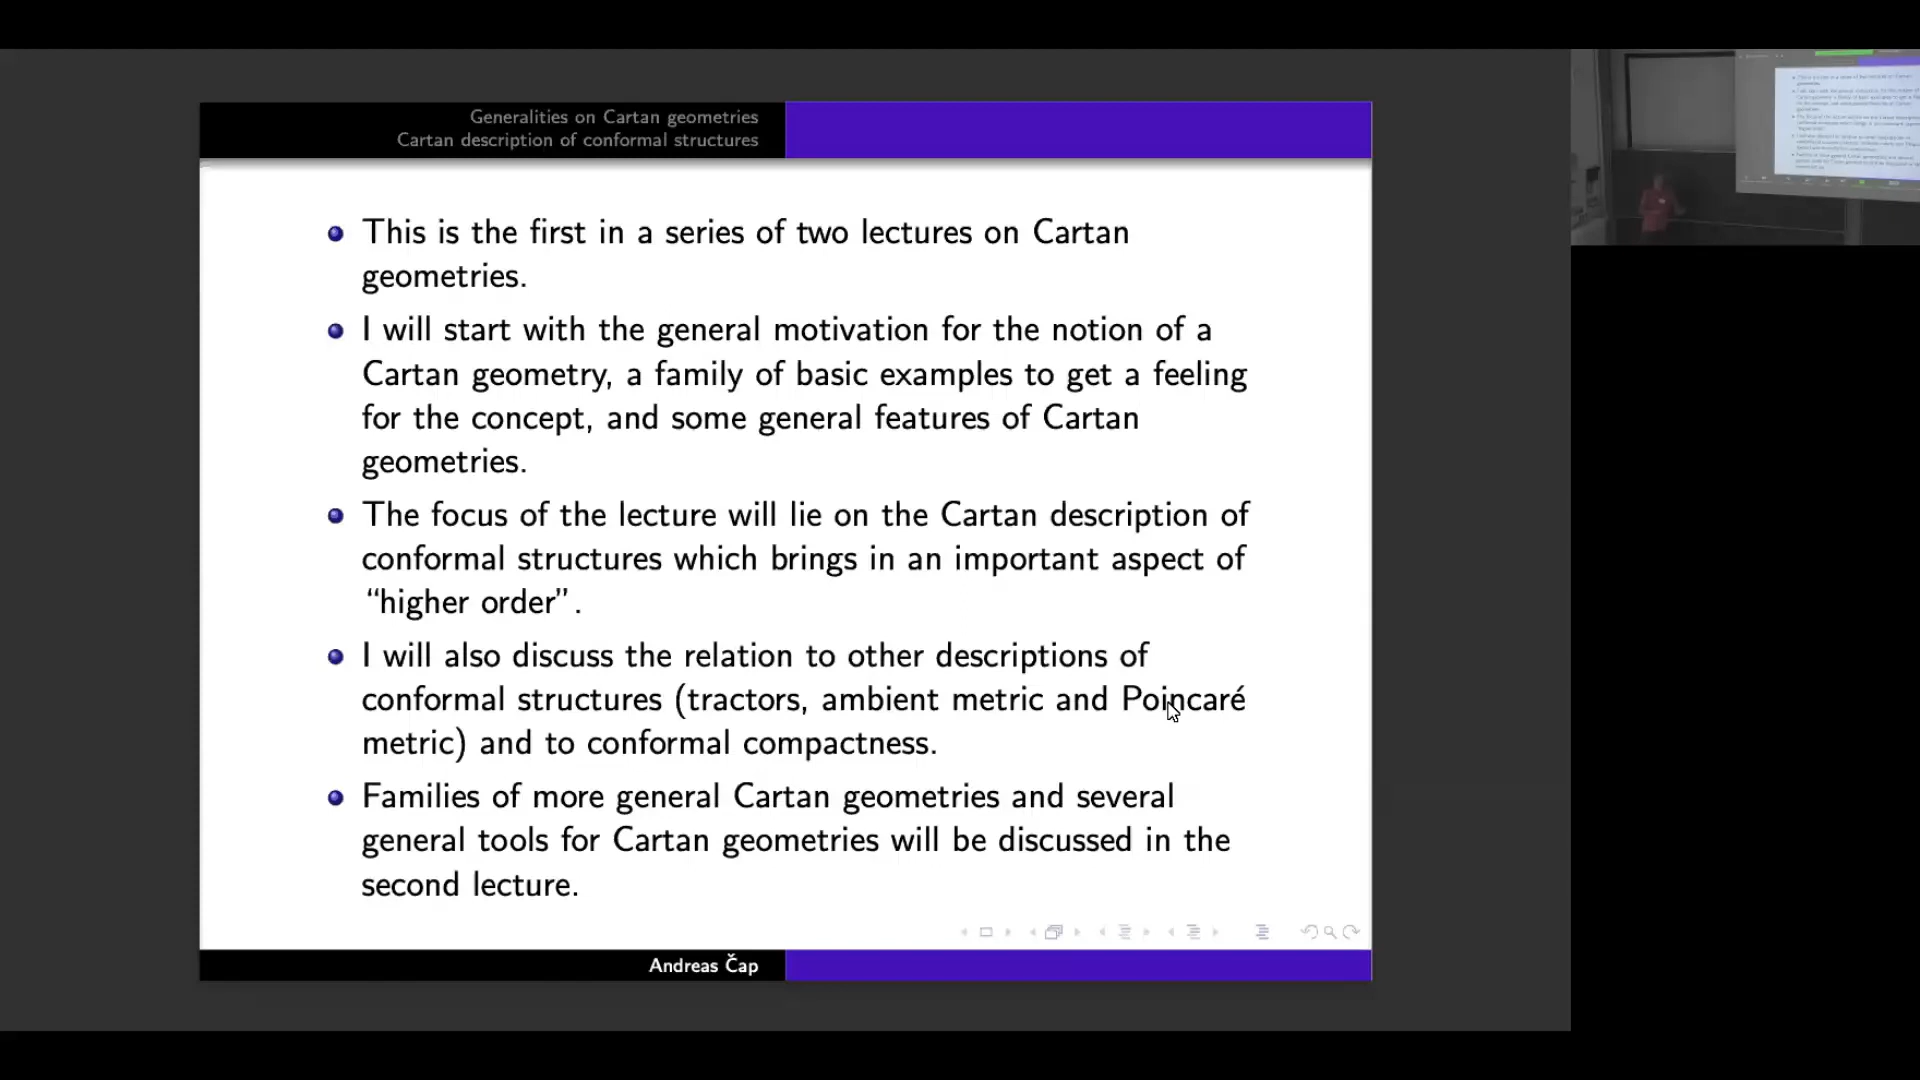 Generalities on Cartan geometries
Cartan description of conformal structures
This is the first in a series of two lectures on Cartan
geometries.
I will start with the general motivation for the notion of a
Cartan geometry, a family of basic examples to get a feeling
for the concept, and some general features of Cartan
geometries.
The focus of the lecture will lie on the Cartan description of
conformal structures which brings in an important aspect of
“higher order”.
I will also discuss the relation to other descriptions of
conformal structures (tractors, ambient metric and Poincaré
metric) and to conformal compactness.
Families of more general Cartan geometries and several
general tools for Cartan geometries will be discussed in the
second lecture.
Andreas Čap